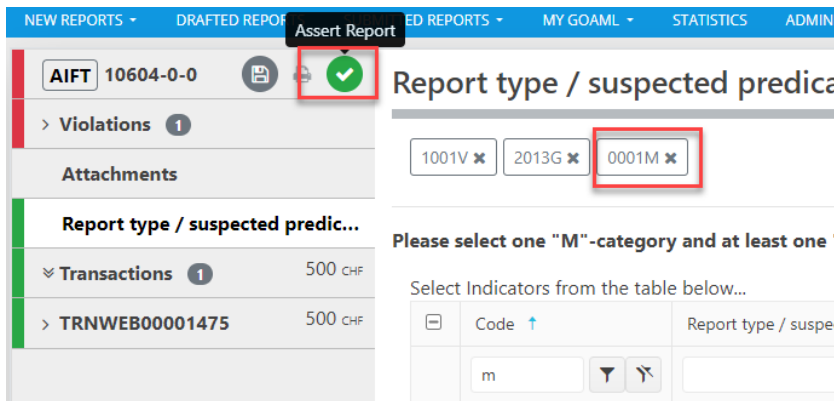 NEW REPORTS DRAFTED REPOR ED REPORTS MY GOAML STATISTICS ADMIN
Assert Report
AIFT 10604-0-0
Report type / suspected predica
Violations 1
1001V 2013G 0001M
Attachments
Report type / suspected predic...
Please select one "M"-category and at least one "
Transactions 1 500 CHF
Select Indicators from the table below...
TRNWEB00001475 500 CHF
Code Report type / suspe
m